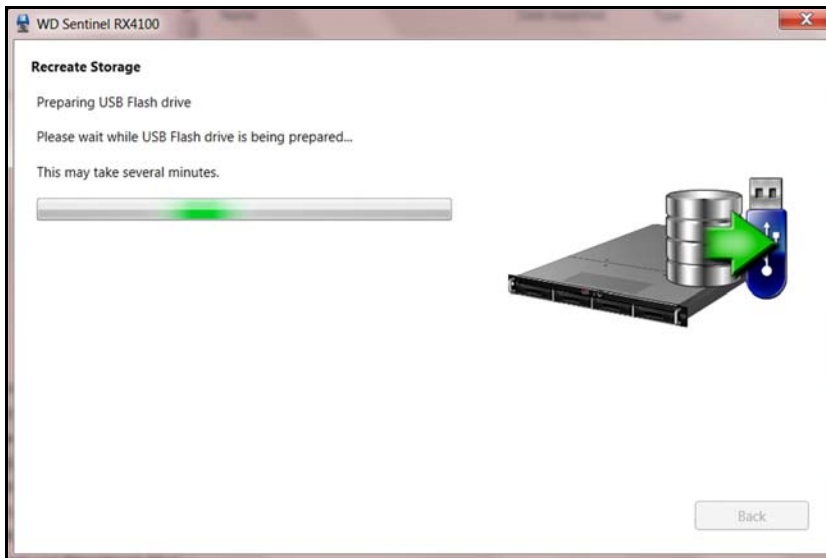 WD Sentinel RX4100
Recreate Storage
Preparing USB Flash drive
Please wait while USB Flash drive is being prepared...
This may take several minutes.
Back